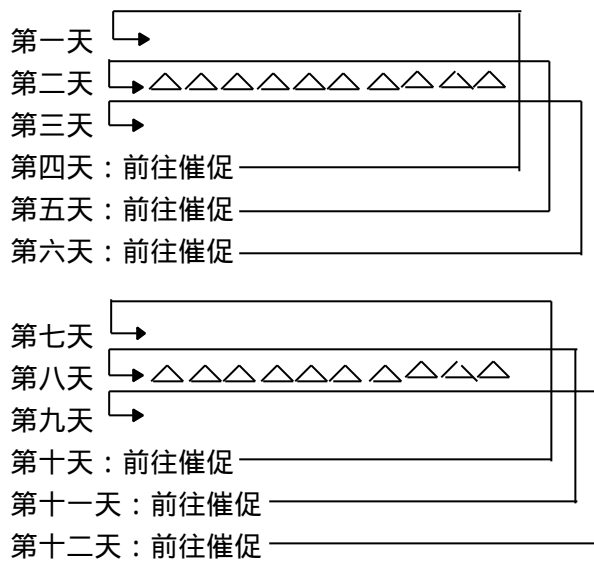 第一天
第二天
第三天
第四天：前往催促
第五天：前往催促
第六天：前往催促
第七天
第八天
第九天
第十天：前往催促
第十一天：前往催促
第十二天：前往催促